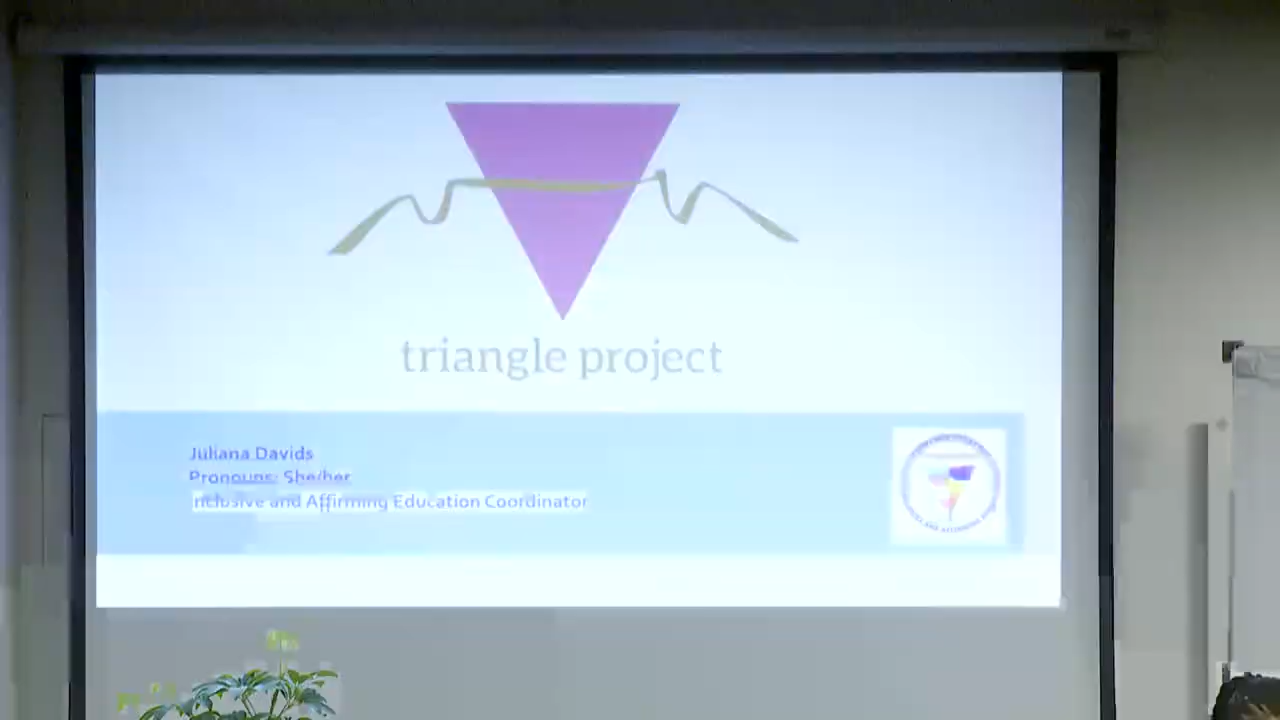 triangle project
Juliana Davids
Pronouns: She/her
Inclusive and Affirming Education Coordinator